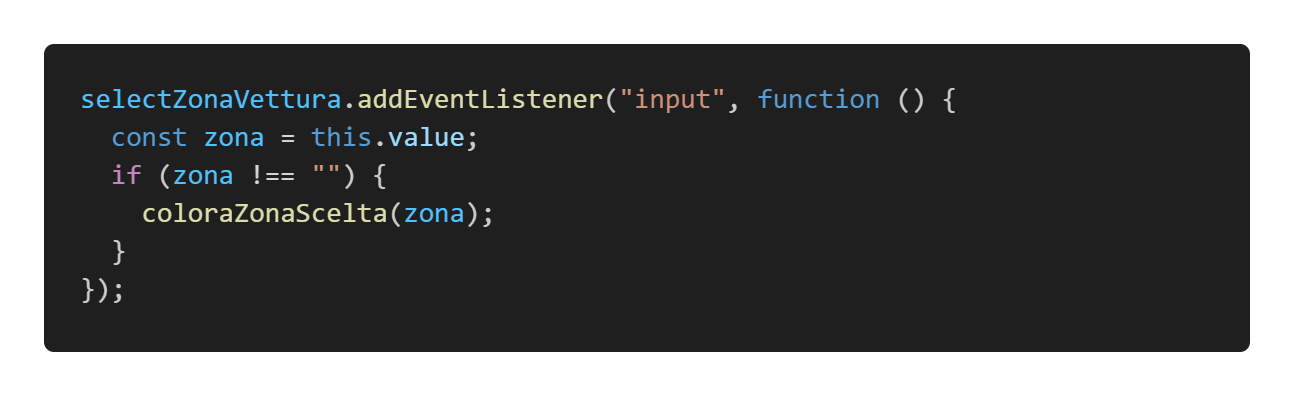 selectZonaVettura.addEventListener("input", function () {
  const zona = this.value;
  if (zona !== "") {
    coloraZonaScelta(zona);
  }
});